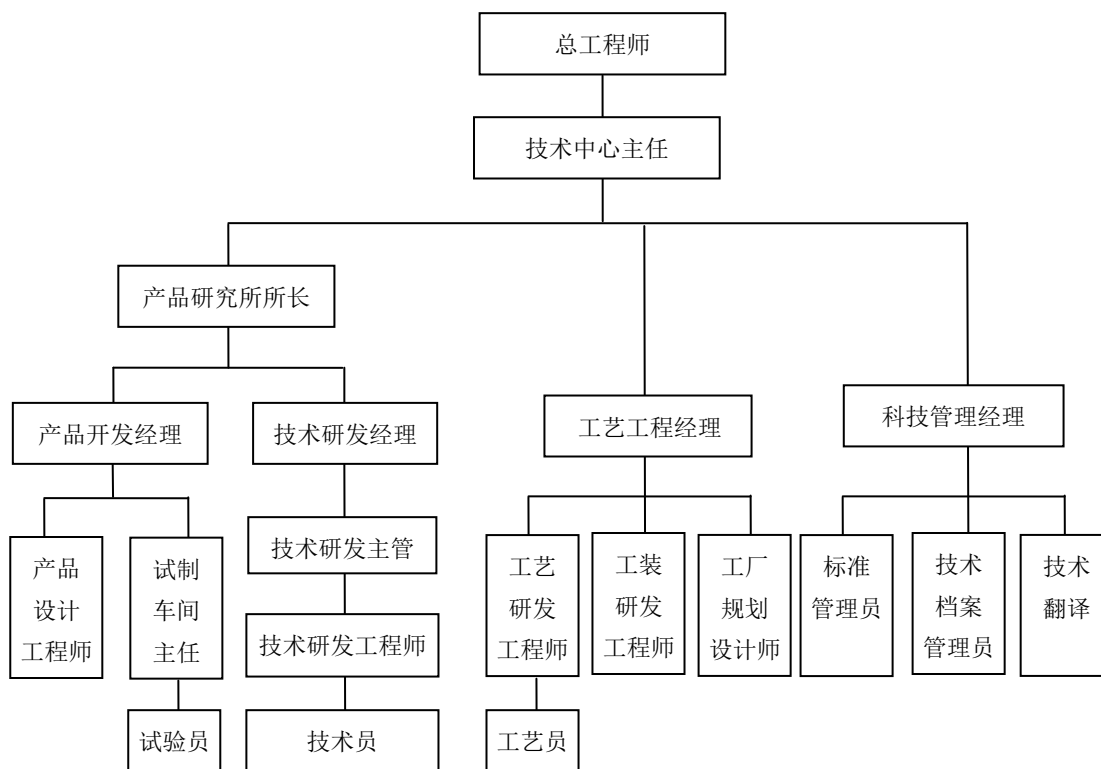 总工程师
技术中心主任
产品研究所所长
产品开发经理
技术研发经理
工艺工程经理
科技管理经理
产品
设计
工程师
试制
车间
主任
技术研发主管
技术研发工程师
工艺
研发
工程师
工装
研发
工程师
工厂
规划
设计师
标准
管理员
技术
档案
管理员
技术
翻译
试验员
技术员
工艺员